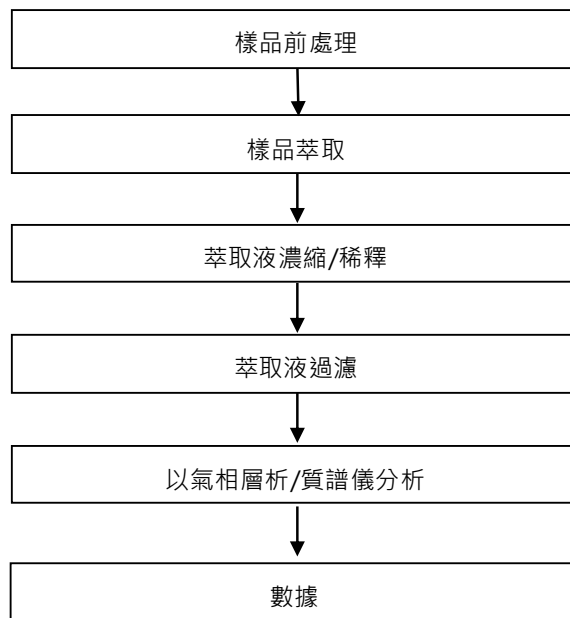 樣品前處理
樣品萃取
萃取液濃縮/稀釋
萃取液過濾
以氣相層析/質譜儀分析
數據